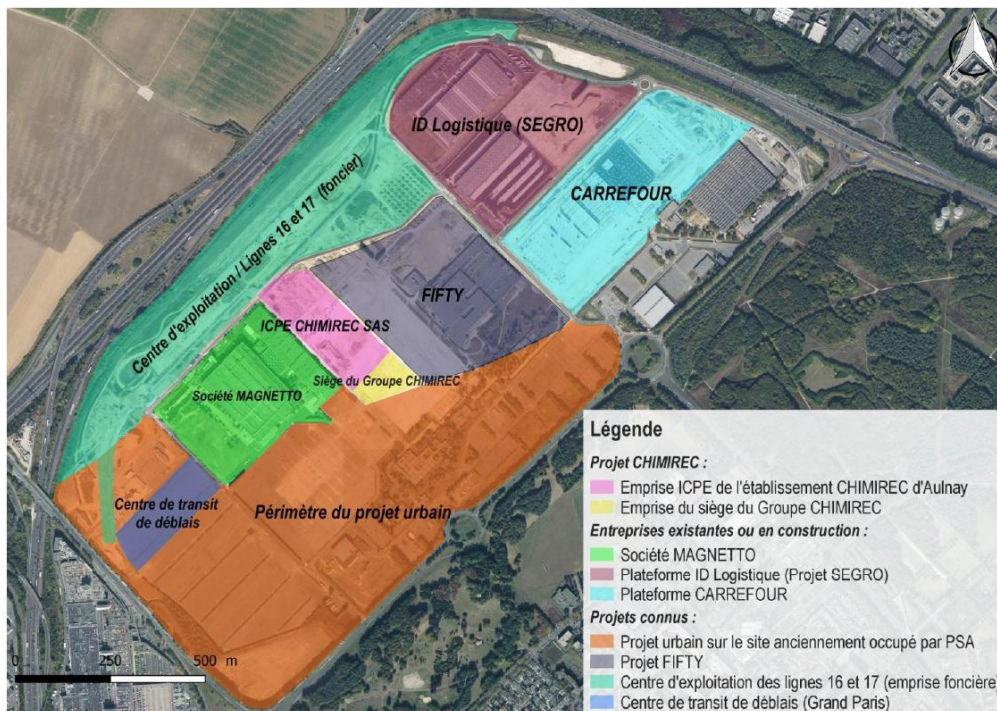 ID Logistique (SEGRO)
CARREFOUR
Centre d'exploitation / Lignes 16 et 17 (foncier)
FIFTY
ICPE CHIMIREC SAS
Siège du Groupe CHIMIREC
Société MAGNETTO
Centre de transit
de déblais
Périmètre du projet urbain
0 250 500 m
Légende
Projet CHIMIREC :
Emprise ICPE de l'établissement CHIMIREC d'Aulnay
Emprise du siège du Groupe CHIMIREC
Entreprises existantes ou en construction :
Société MAGNETTO
Plateforme ID Logistique (Projet SEGRO)
Plateforme CARREFOUR
Projets connus :
Projet urbain sur le site anciennement occupé par PSA
Projet FIFTY
Centre d'exploitation des lignes 16 et 17 (emprise foncière)
Centre de transit de déblais (Grand Paris)